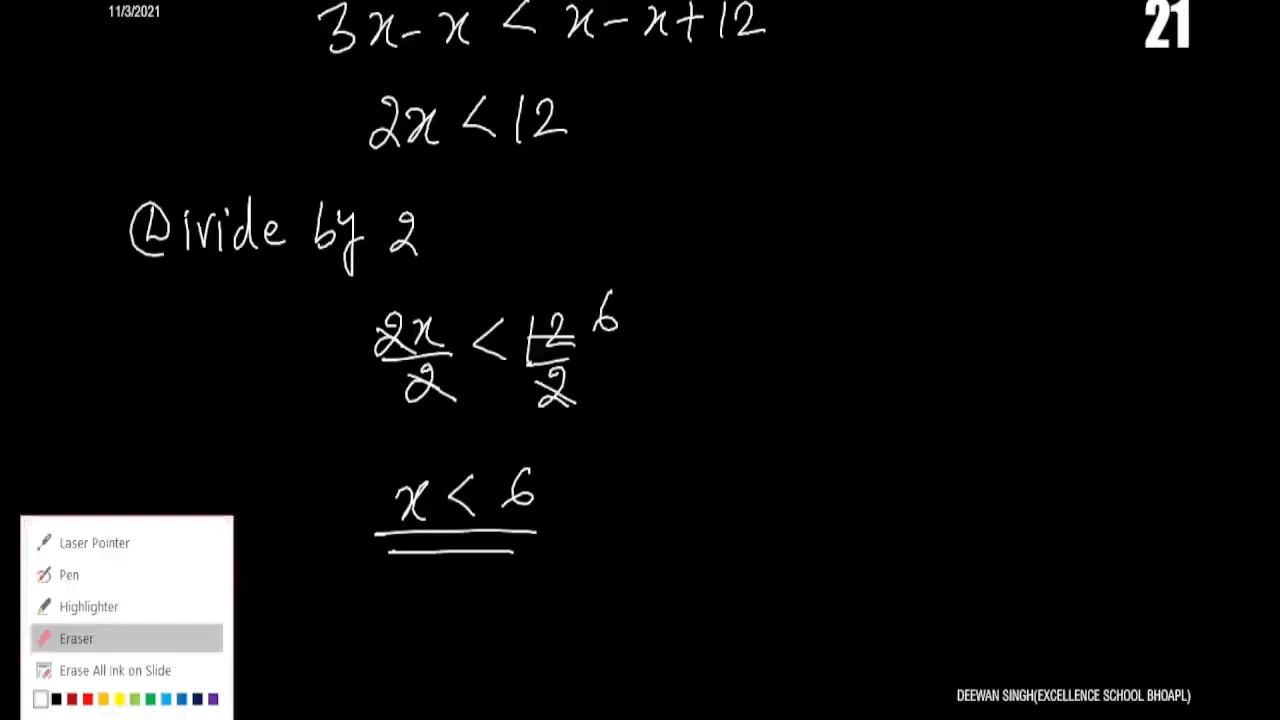 11/3/2021
21
3x - x < x - x + 12
2x < 12
Divide by 2
2x/2 < 12/2 6
x < 6
Laser Pointer
Pen
Highlighter
Eraser
Erase All Ink on Slide
DEEWAN SINGH(EXCELLENCE SCHOOL BHOAPL)